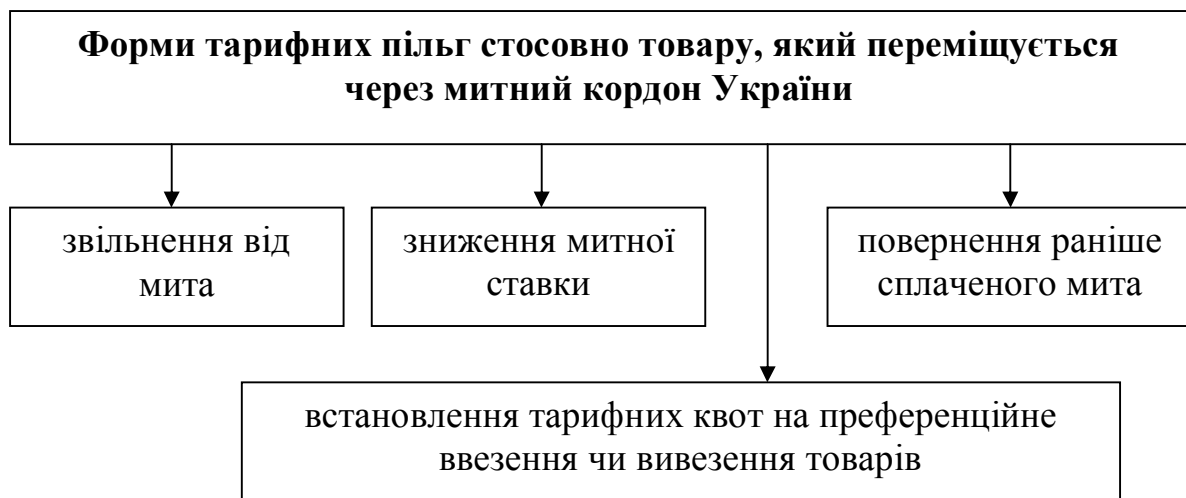 Форми тарифних пільг стосовно товару, який переміщується
через митний кордон України
звільнення від
мита
зниження митної
ставки
повернення раніше
сплаченого мита
встановлення тарифних квот на преференційне
ввезення чи вивезення товарів